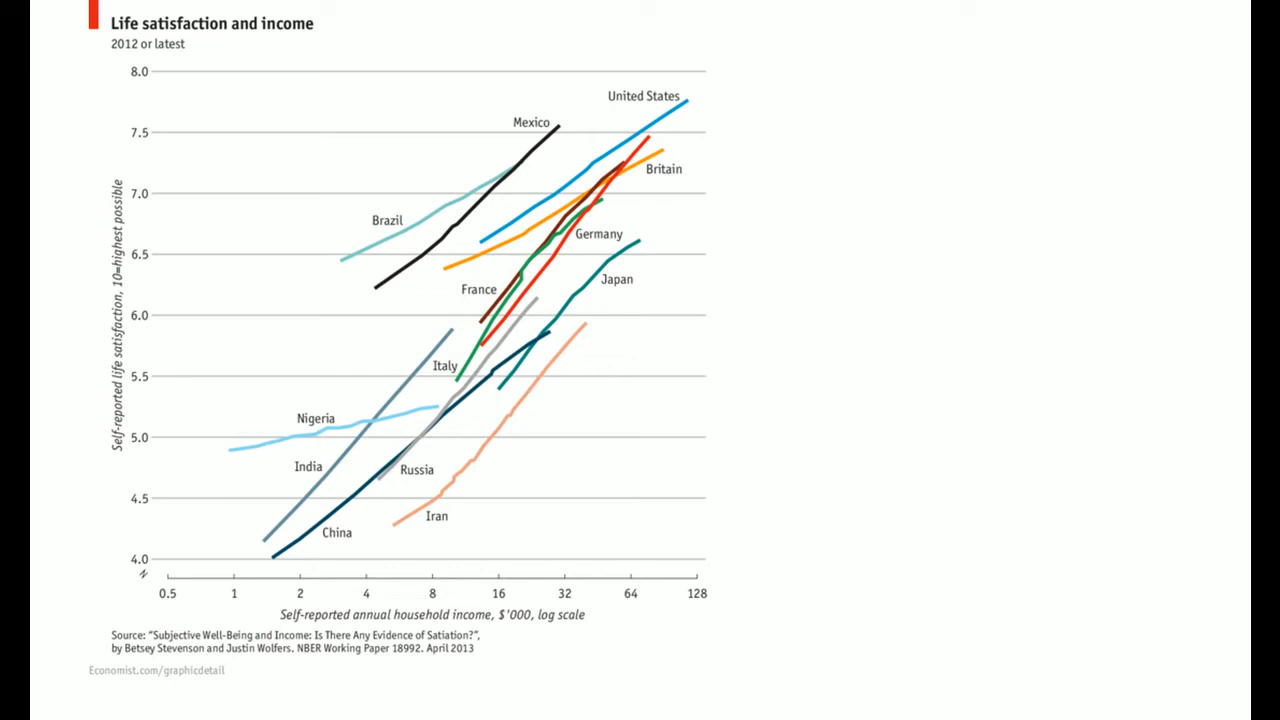 Life satisfaction and income
2012 or latest
8.0
United States
Mexico
7.5
Britain
7.0
Brazil
Germany
6.5
Japan
France
6.0
Italy
5.5
Nigeria
5.0
India
Russia
4.5
Iran
China
4.0
Self-reported life satisfaction, 10=highest possible
0.5 1 2 4 8 16 32 64 128
Self-reported annual household income, $'000, log scale
Source: "Subjective Well-Being and Income: Is There Any Evidence of Satiation?",
by Betsey Stevenson and Justin Wolfers. NBER Working Paper 18992. April 2013
Economist.com/graphicdetail